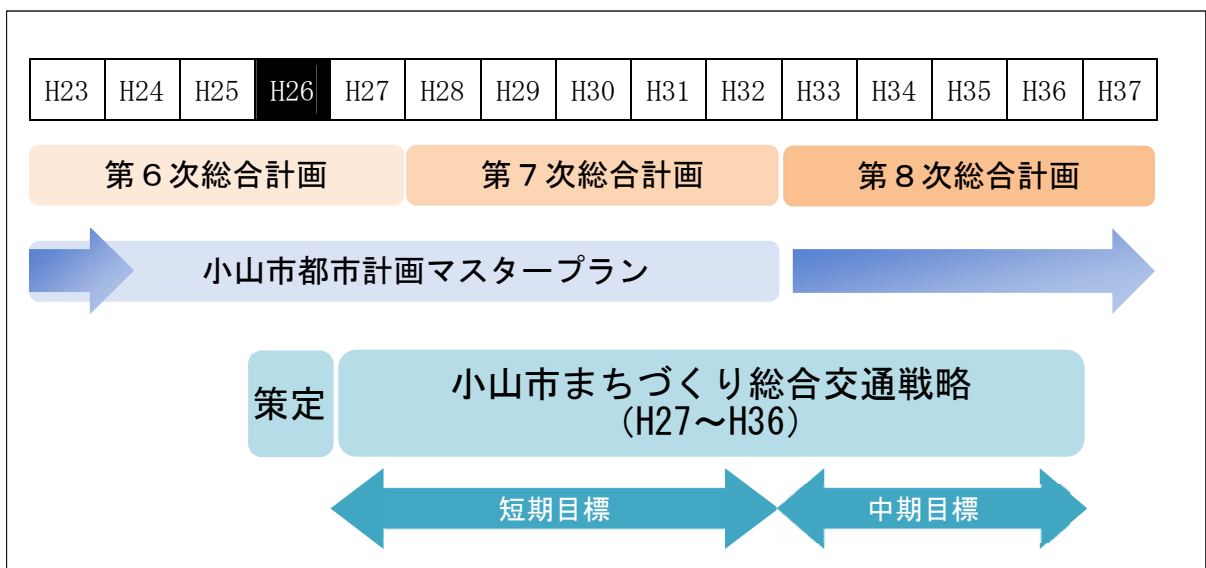 H23 H24 H25 H26 H27 H28 H29 H30 H31 H32 H33 H34 H35 H36 H37
第６次総合計画 第７次総合計画 第８次総合計画
小山市都市計画マスタープラン
策定
小山市まちづくり総合交通戦略
(H27～H36)
短期目標 中期目標